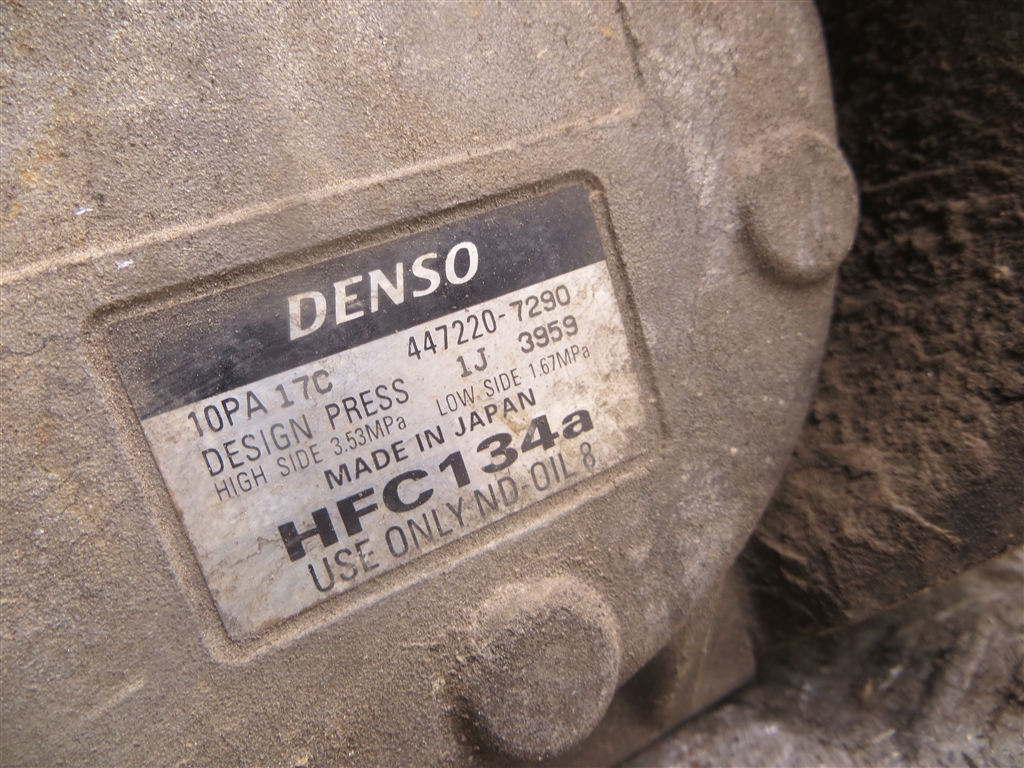 DENSO
10PA 17C 447220-7290
DESIGN PRESS 1J 3959
HIGH SIDE 3.53MPa LOW SIDE 1.67MPa
MADE IN JAPAN
HFC134a
USE ONLY ND-OIL 8